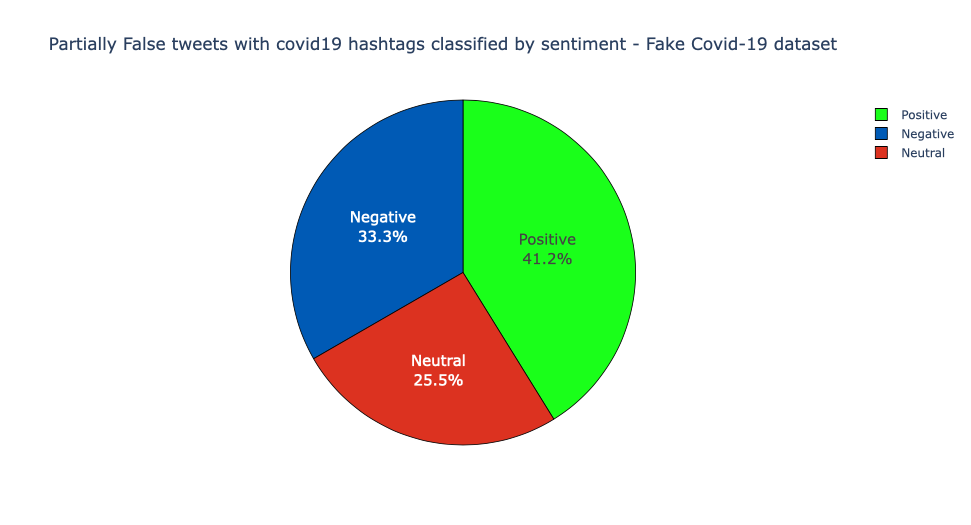 Partially False tweets with covid19 hashtags classified by sentiment - Fake Covid-19 dataset
Positive
Negative
Neutral
Negative
33.3%
Positive
41.2%
Neutral
25.5%